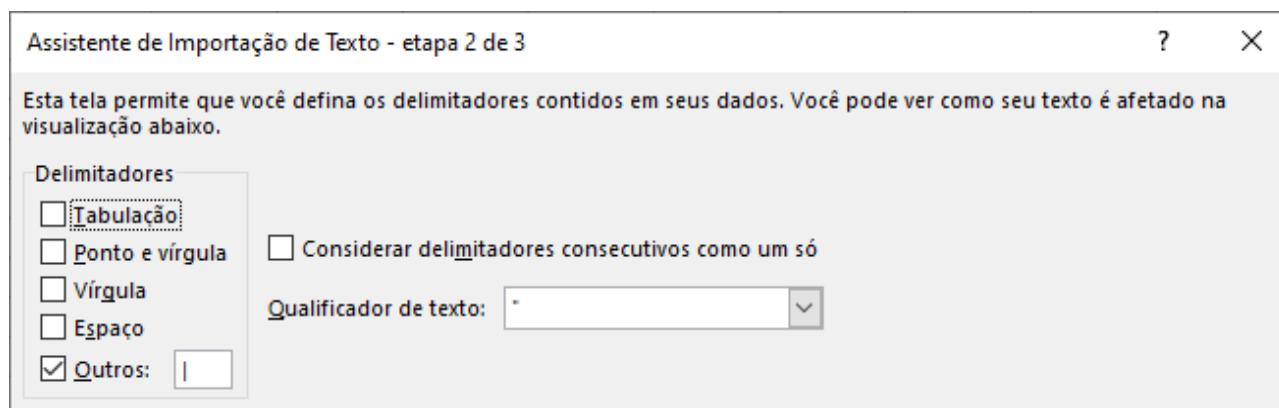 Assistente de Importação de Texto - etapa 2 de 3
?
Esta tela permite que você defina os delimitadores contidos em seus dados. Você pode ver como seu texto é afetado na
visualização abaixo.
Delimitadores
Tabulação
Ponto e vírgula
Considerar delimitadores consecutivos como um só
Vírgula
Qualificador de texto: "
Espaço
Outros: |